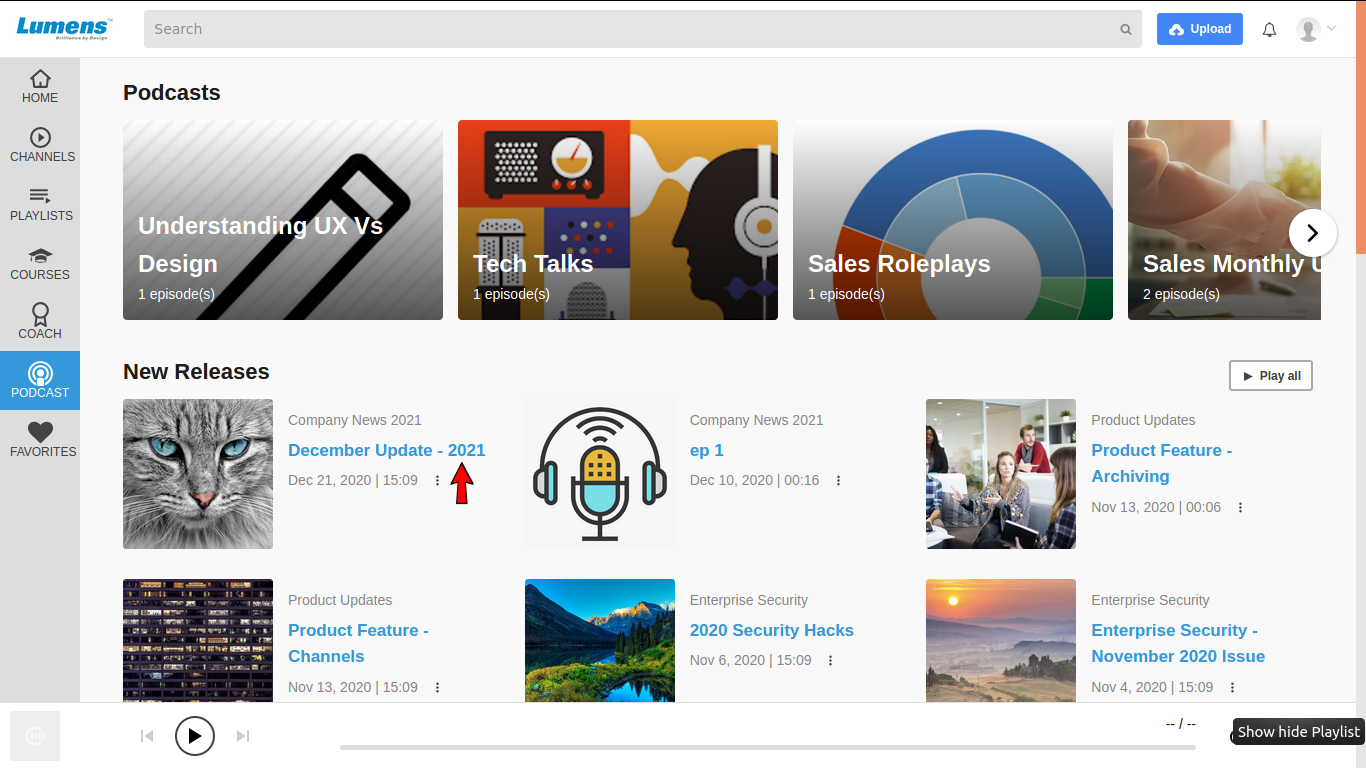 Lumens™
Brilliance by Design
Search
Upload
HOME
CHANNELS
PLAYLISTS
COURSES
COACH
PODCAST
FAVORITES
Podcasts
Understanding UX Vs
Design
1 episode(s)
Tech Talks
1 episode(s)
Sales Roleplays
1 episode(s)
Sales Monthly U
2 episode(s)
New Releases
Play all
Company News 2021
December Update - 2021
Dec 21, 2020 | 15:09
Company News 2021
ep 1
Dec 10, 2020 | 00:16
Product Updates
Product Feature -
Archiving
Nov 13, 2020 | 00:06
Product Updates
Product Feature -
Channels
Nov 13, 2020 | 15:09
Enterprise Security
2020 Security Hacks
Nov 6, 2020 | 15:09
Enterprise Security
Enterprise Security -
November 2020 Issue
Nov 4, 2020 | 15:09
HD
-- / --
Show hide Playlist